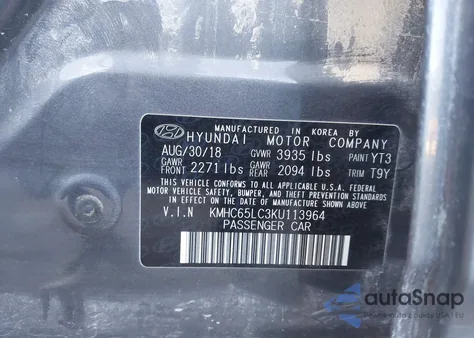 MANUFACTURED IN KOREA BY
HYUNDAI MOTOR COMPANY
AUG/30/18 GVWR 3935 lbs PAINT YT3
GAWR FRONT 2271 lbs GAWR REAR 2094 lbs TRIM T9Y
THIS VEHICLE CONFORMS TO ALL APPLICABLE U.S.A. FEDERAL
MOTOR VEHICLE SAFETY, BUMPER, AND THEFT PREVENTION
STANDARDS IN EFFECT ON THE DATE OF MANUFACTURE SHOWN ABOVE.
V.I.N KMHC65LC3KU113964
PASSENGER CAR
autoSnap